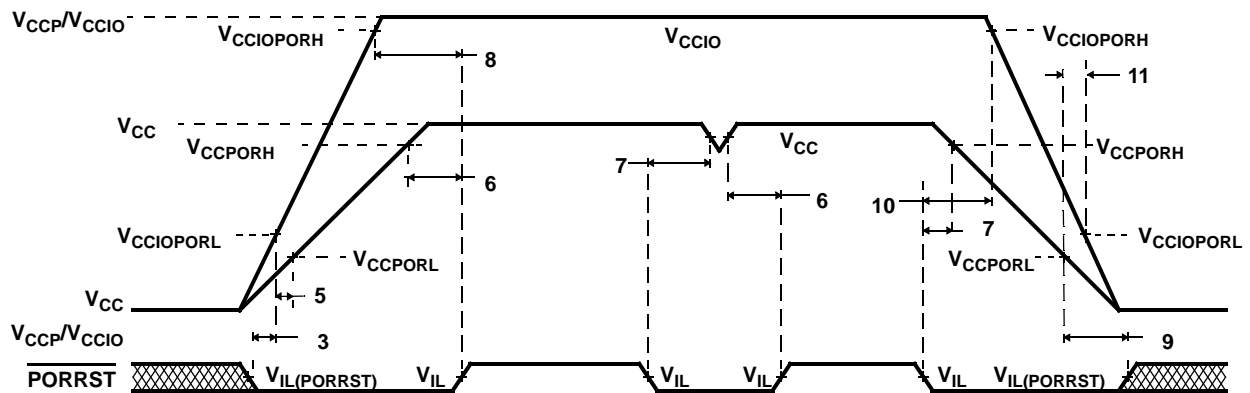 VCCP/VCCIO
VCCIOPORH
VCCIO
VCCIOPORH
8
11
VCC
VCCPORH
VCC
VCCPORH
7
6
6
10
7
VCCIOPORL
VCCPORL
VCCPORL
VCCIOPORL
VCC
5
VCCP/VCCIO
3
9
PORRST
VIL(PORRST)
VIL
VIL
VIL
VIL
VIL(PORRST)